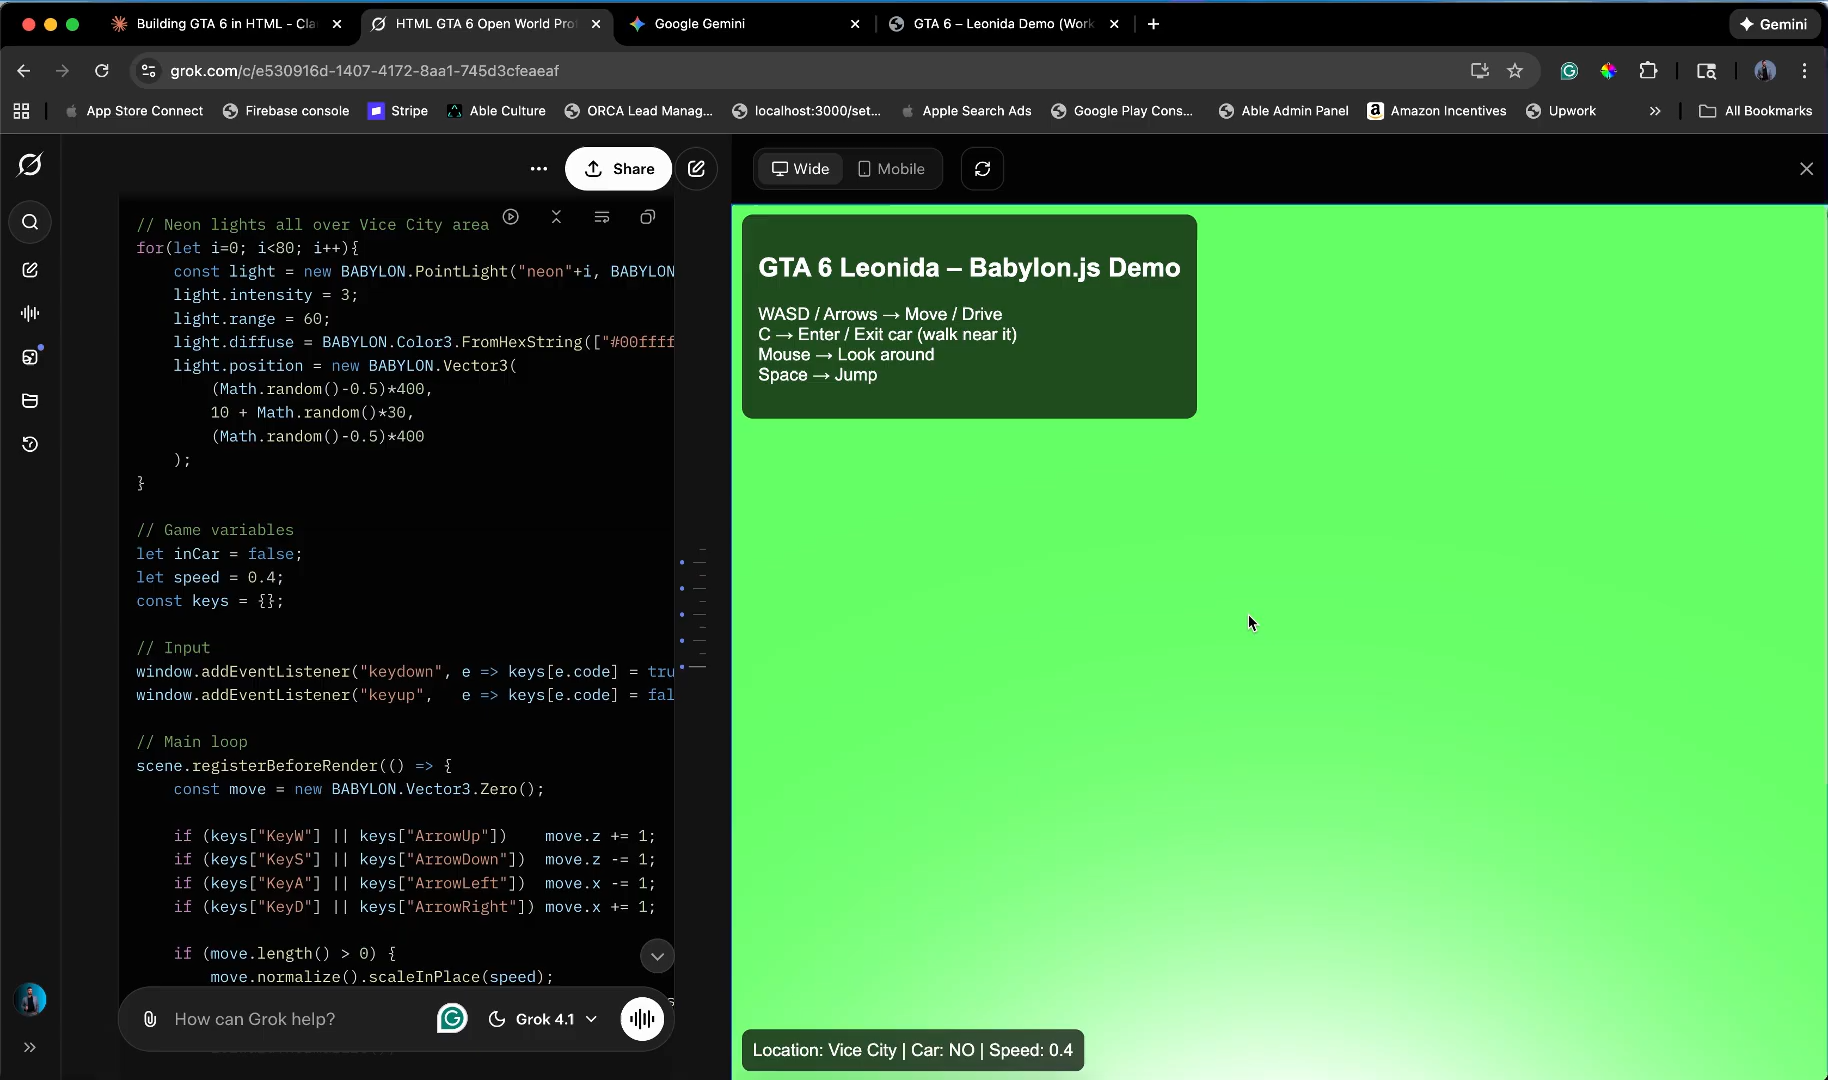 Building GTA 6 in HTML - Cla
HTML GTA 6 Open World Pro
Google Gemini
GTA 6 – Leonida Demo (Work
Gemini
grok.com/c/e530916d-1407-4172-8aa1-745d3cfeaeaf
App Store Connect
Firebase console
Stripe
Able Culture
ORCA Lead Manag...
localhost:3000/set...
Apple Search Ads
Google Play Cons...
Able Admin Panel
Amazon Incentives
Upwork
All Bookmarks
Share
Wide
Mobile
// Neon lights all over Vice City area
for(let i=0; i<80; i++){
const light = new BABYLON.PointLight("neon"+i, BABYLON
light.intensity = 3;
light.range = 60;
light.diffuse = BABYLON.Color3.FromHexString(["#00ffff
light.position = new BABYLON.Vector3(
(Math.random()-0.5)*400,
10 + Math.random()*30,
(Math.random()-0.5)*400
);
}
// Game variables
let inCar = false;
let speed = 0.4;
const keys = {};
// Input
window.addEventListener("keydown", e => keys[e.code] = tru
window.addEventListener("keyup",   e => keys[e.code] = fal
// Main loop
scene.registerBeforeRender(() => {
const move = new BABYLON.Vector3.Zero();
if (keys["KeyW"] || keys["ArrowUp"])    move.z += 1;
if (keys["KeyS"] || keys["ArrowDown"])  move.z -= 1;
if (keys["KeyA"] || keys["ArrowLeft"])  move.x -= 1;
if (keys["KeyD"] || keys["ArrowRight"]) move.x += 1;
if (move.length() > 0) {
move.normalize().scaleInPlace(speed);
How can Grok help?
Grok 4.1
GTA 6 Leonida – Babylon.js Demo
WASD / Arrows → Move / Drive
C → Enter / Exit car (walk near it)
Mouse → Look around
Space → Jump
Location: Vice City | Car: NO | Speed: 0.4